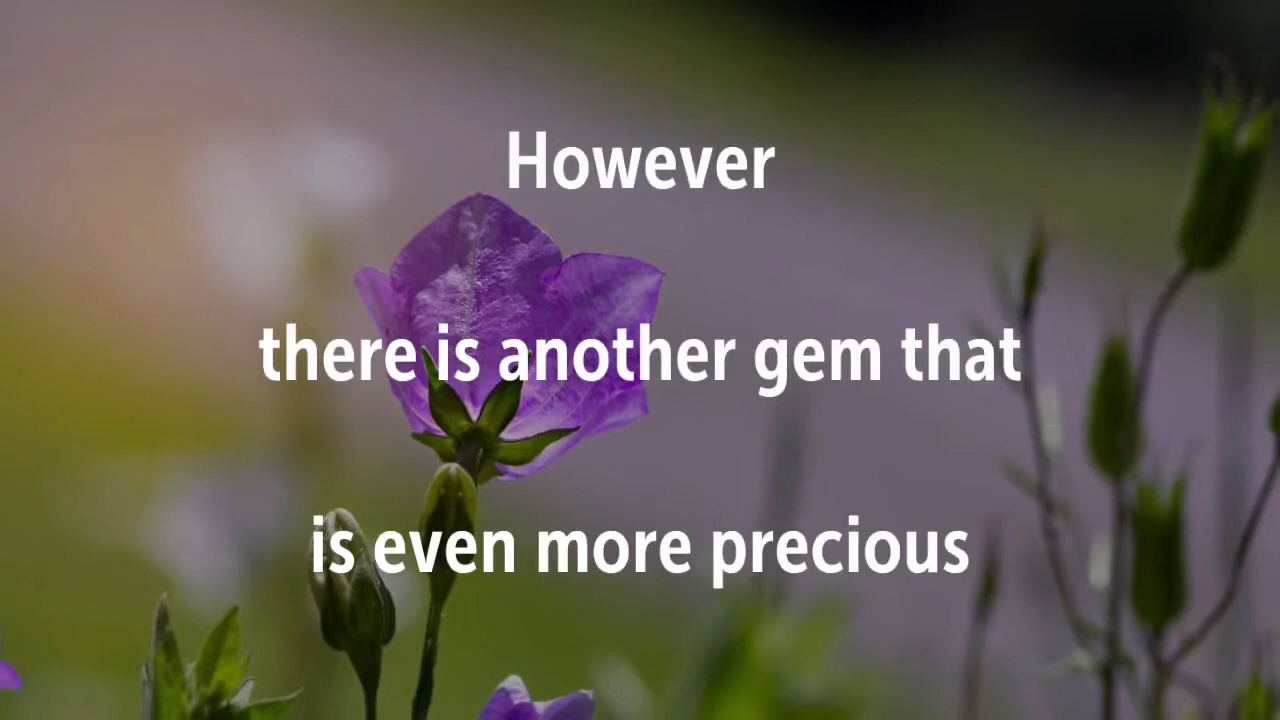 However
there is another gem that
is even more precious